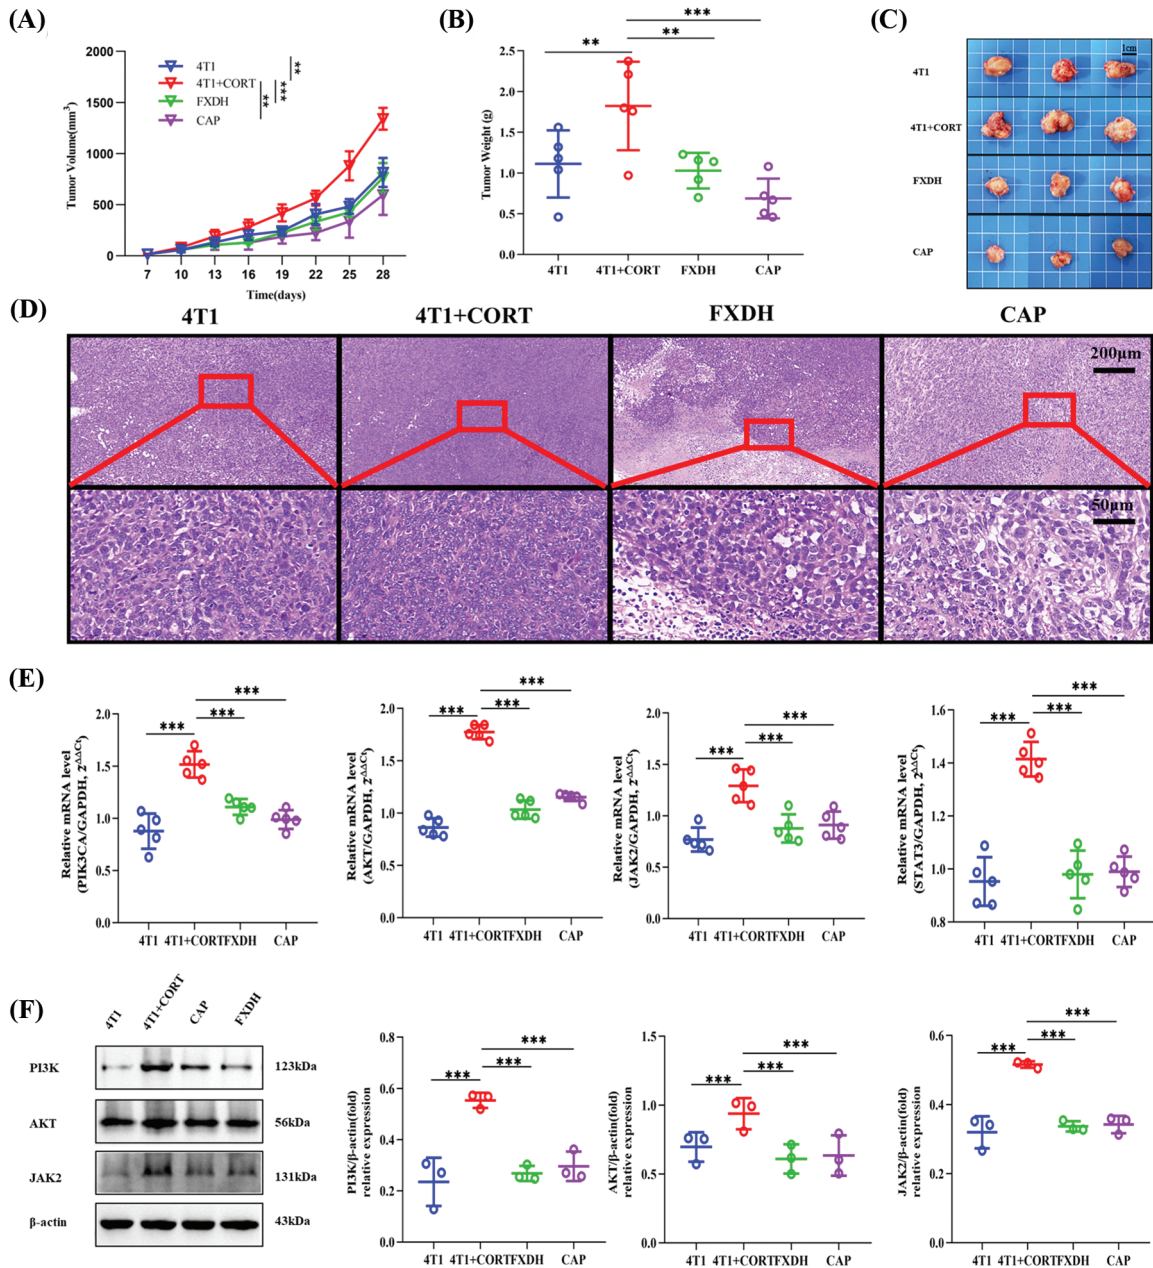 (A)
2000
1500
1000
500
0
Tumor Volume(mm³)
4T1
4T1+CORT
FXDH
CAP
**
***
**
7 10 13 16 19 22 25 28
Time(days)
(B)
***
**
**
2.5
2.0
1.5
1.0
0.5
0.0
Tumor Weight (g)
4T1 4T1+CORT FXDH CAP
(C)
1cm
4T1
4T1+CORT
FXDH
CAP
(D)
4T1 4T1+CORT FXDH CAP
200μm
50μm
(E)
Relative mRNA level
(PIK3CA/GAPDH, 2^-ΔΔCt)
2.0
1.5
1.0
0.5
0.0
***
***
***
4T1 4T1+CORT FXDH CAP
Relative mRNA level
(AKT/GAPDH, 2^-ΔΔCt)
2.0
1.5
1.0
0.5
0.0
***
***
***
4T1 4T1+CORT FXDH CAP
Relative mRNA level
(JAK2/GAPDH, 2^-ΔΔCt)
2.0
1.5
1.0
0.5
0.0
***
***
***
4T1 4T1+CORT FXDH CAP
Relative mRNA level
(STAT3/GAPDH, 2^ΔΔCt)
1.6
1.4
1.2
1.0
0.8
***
***
***
4T1 4T1+CORT FXDH CAP
(F)
4T1 4T1+CORT CAP FXDH
PI3K 123kDa
AKT 56kDa
JAK2 131kDa
β-actin 43kDa
PI3K/β-actin(fold)
relative expression
0.8
0.6
0.4
0.2
0.0
***
***
***
4T1 4T1+CORT FXDH CAP
AKT/β-actin(fold)
relative expression
1.5
1.0
0.5
0.0
***
***
***
4T1 4T1+CORT FXDH CAP
JAK2/β-actin(fold)
relative expression
0.6
0.4
0.2
0.0
***
***
***
4T1 4T1+CORT FXDH CAP